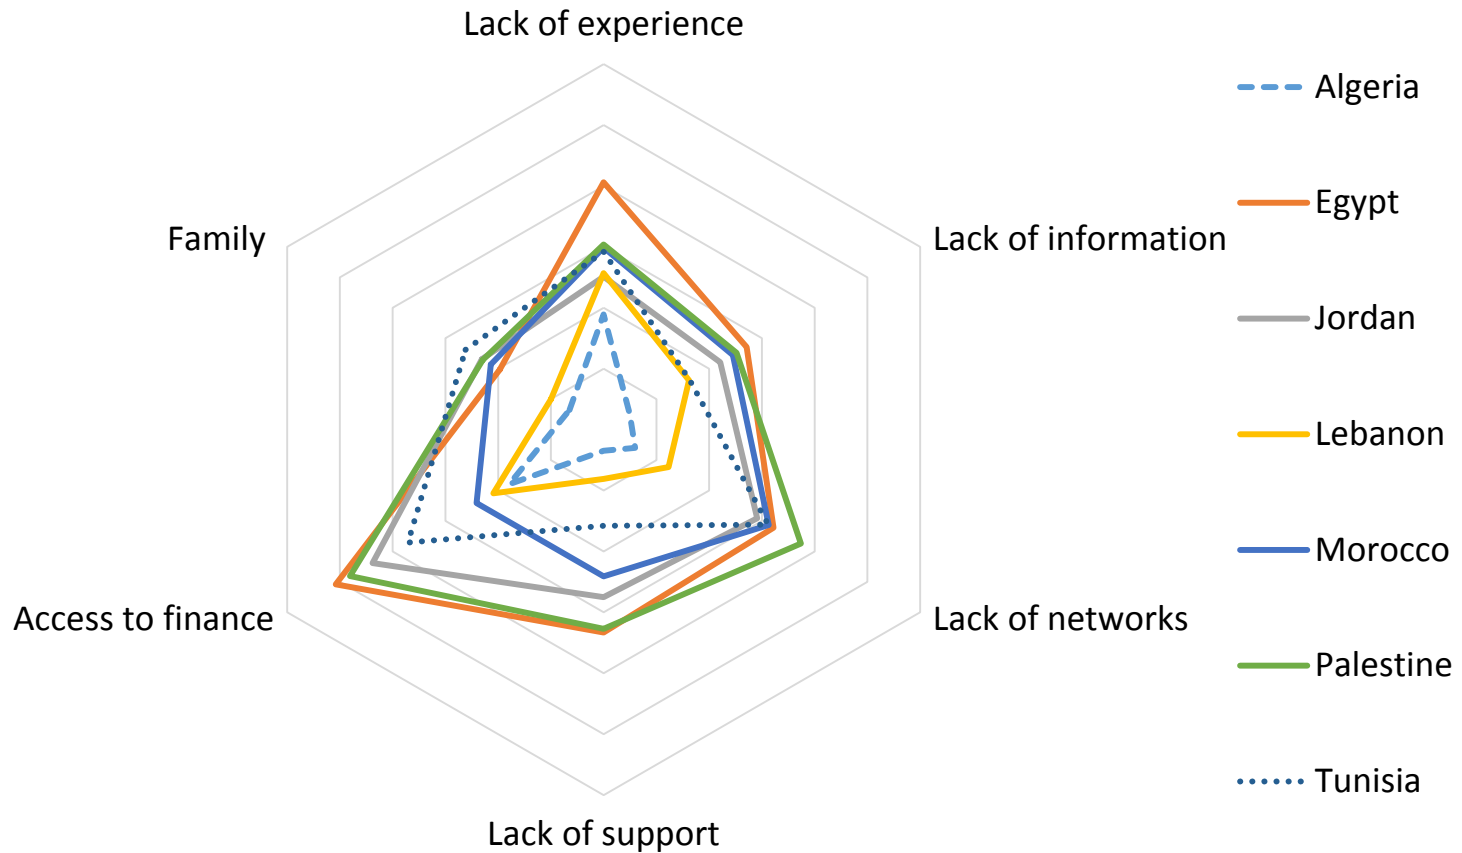 Lack of experience
Lack of information
Lack of networks
Lack of support
Access to finance
Family
Algeria
Egypt
Jordan
Lebanon
Morocco
Palestine
Tunisia